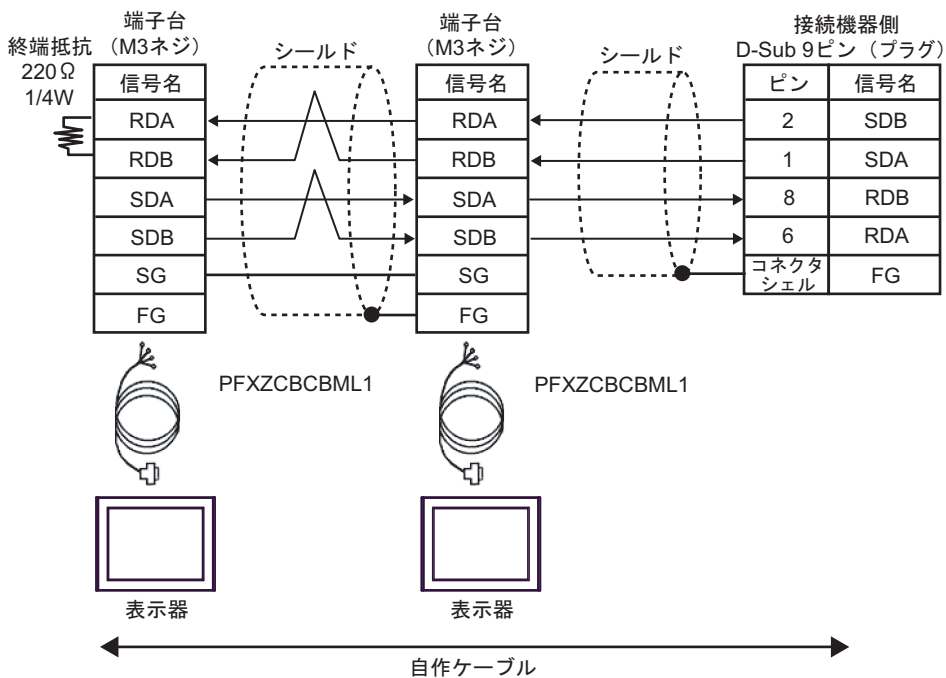 終端抵抗
220Ω
1/4W
端子台
(M3ネジ)
信号名
RDA
RDB
SDA
SDB
SG
FG
シールド
端子台
(M3ネジ)
信号名
RDA
RDB
SDA
SDB
SG
FG
シールド
接続機器側
D-Sub 9ピン（プラグ）
ピン 信号名
2 SDB
1 SDA
8 RDB
6 RDA
コネクタ
シェル FG
PFXZCBCBML1
PFXZCBCBML1
表示器
表示器
自作ケーブル